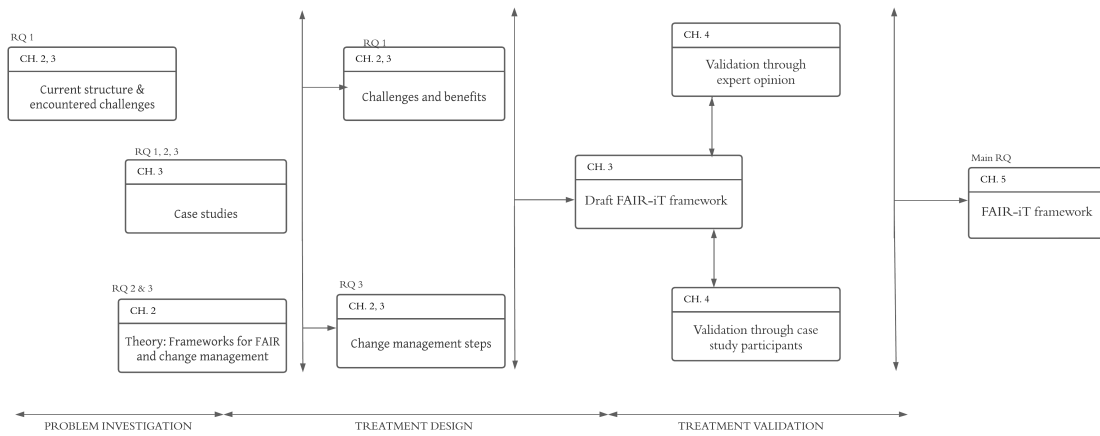 RQ 1
CH. 2, 3
Current structure &
encountered challenges
RQ 1, 2, 3
CH. 3
Case studies
RQ 2 & 3
CH. 2
Theory: Frameworks for FAIR
and change management
RQ 1
CH. 2, 3
Challenges and benefits
RQ 3
CH. 2, 3
Change management steps
CH. 4
Validation through
expert opinion
CH. 3
Draft FAIR-iT framework
CH. 4
Validation through case
study participants
Main RQ
CH. 5
FAIR-iT framework
PROBLEM INVESTIGATION
TREATMENT DESIGN
TREATMENT VALIDATION